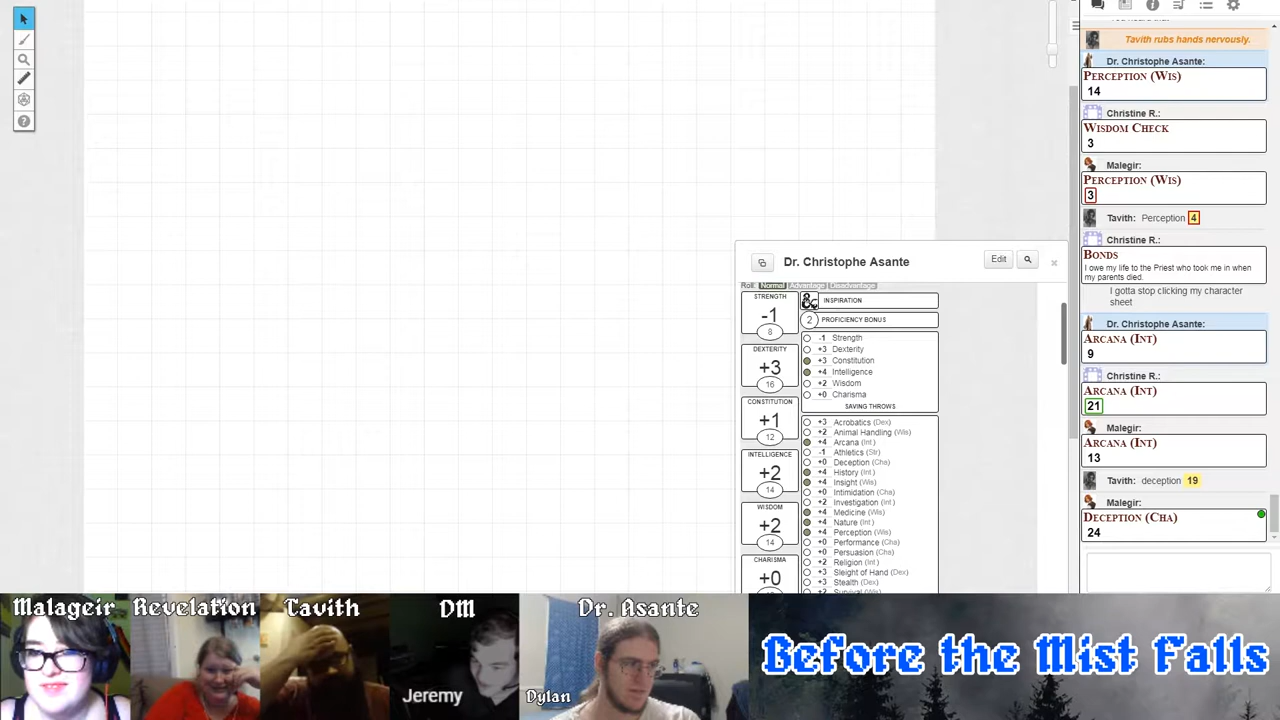 Tavith rubs hands nervously.
Dr. Christophe Asante:
PERCEPTION (WIS)
14
Christine R.:
WISDOM CHECK
3
Malegir:
PERCEPTION (WIS)
3
Tavith: Perception 4
Christine R.:
BONDS
I owe my life to the Priest who took me in when
my parents died.
I gotta stop clicking my character
sheet
Dr. Christophe Asante:
ARCANA (INT)
9
Christine R.:
ARCANA (INT)
21
Malegir:
ARCANA (INT)
13
Tavith: deception 19
Malegir:
DECEPTION (CHA)
24
Dr. Christophe Asante
Edit
Roll: Normal Advantage Disadvantage
STRENGTH
-1
8
DEXTERITY
+3
16
CONSTITUTION
+1
12
INTELLIGENCE
+2
14
WISDOM
+2
14
CHARISMA
+0
INSPIRATION
2 PROFICIENCY BONUS
-1 Strength
+3 Dexterity
+3 Constitution
+4 Intelligence
+2 Wisdom
+0 Charisma
SAVING THROWS
+3 Acrobatics (Dex)
+2 Animal Handling (Wis)
+4 Arcana (Int)
-1 Athletics (Str)
+0 Deception (Cha)
+4 History (Int)
+4 Insight (Wis)
+0 Intimidation (Cha)
+2 Investigation (Int)
+4 Medicine (Wis)
+4 Nature (Int)
+4 Perception (Wis)
+0 Performance (Cha)
+0 Persuasion (Cha)
+2 Religion (Int)
+3 Sleight of Hand (Dex)
+3 Stealth (Dex)
Malageir
Revelation
Tavith
DM
Jeremy
Dr. Asante
Dylan
Before the Mist Falls